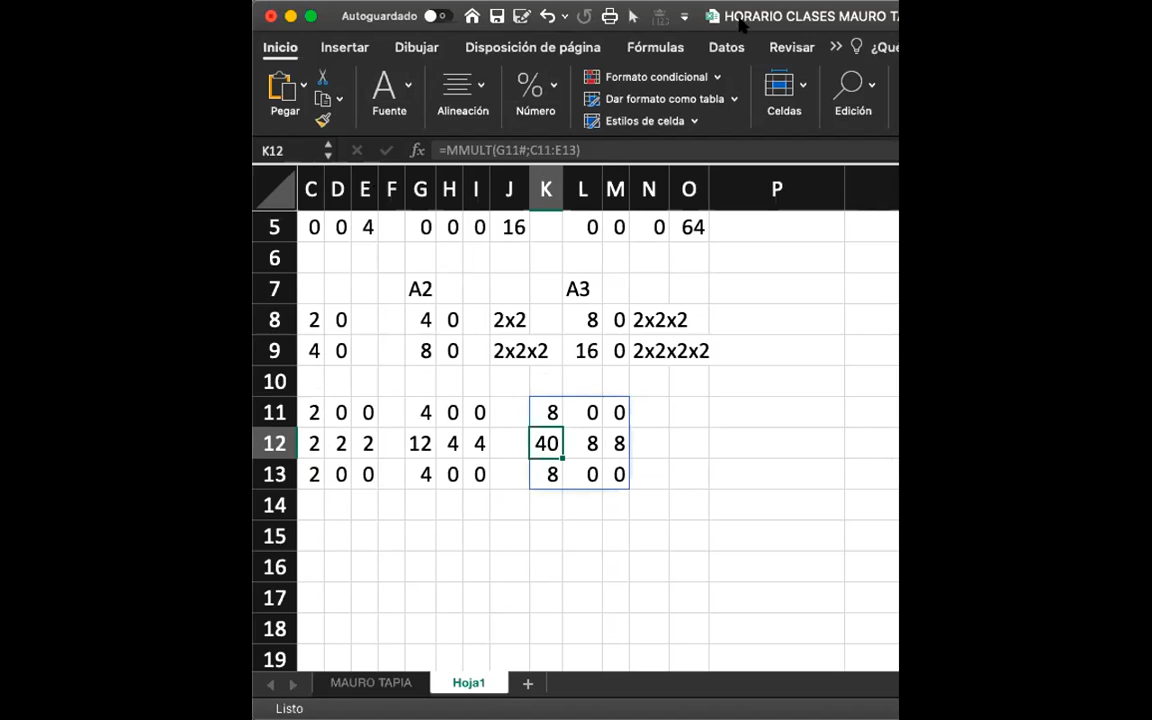 Autoguardado HORARIO CLASES MAURO TA
Inicio Insertar Dibujar Disposición de página Fórmulas Datos Revisar ¿Qué
Pegar Fuente Alineación Número Formato condicional Dar formato como tabla Estilos de celda Celdas Edición
K12 fx =MMULT(G11#;C11:E13)
C D E F G H I J K L M N O P
5 0 0 4 0 0 0 16 0 0 0 64
6
7 A2 A3
8 2 0 4 0 2x2 8 0 2x2x2
9 4 0 8 0 2x2x2 16 0 2x2x2x2
10
11 2 0 0 4 0 0 8 0 0
12 2 2 2 12 4 4 40 8 8
13 2 0 0 4 0 0 8 0 0
14
15
16
17
18
19
MAURO TAPIA Hoja1 +
Listo